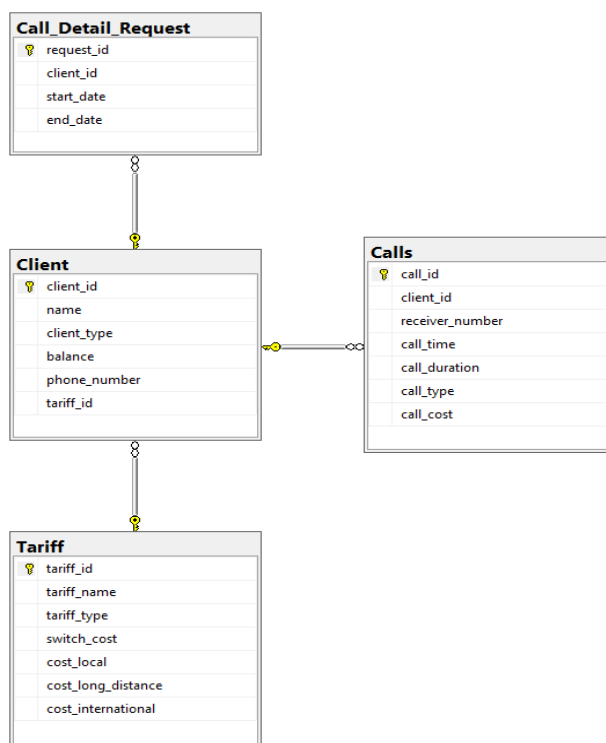 Call_Detail_Request
request_id
client_id
start_date
end_date
Client
client_id
name
client_type
balance
phone_number
tariff_id
Calls
call_id
client_id
receiver_number
call_time
call_duration
call_type
call_cost
Tariff
tariff_id
tariff_name
tariff_type
switch_cost
cost_local
cost_long_distance
cost_international